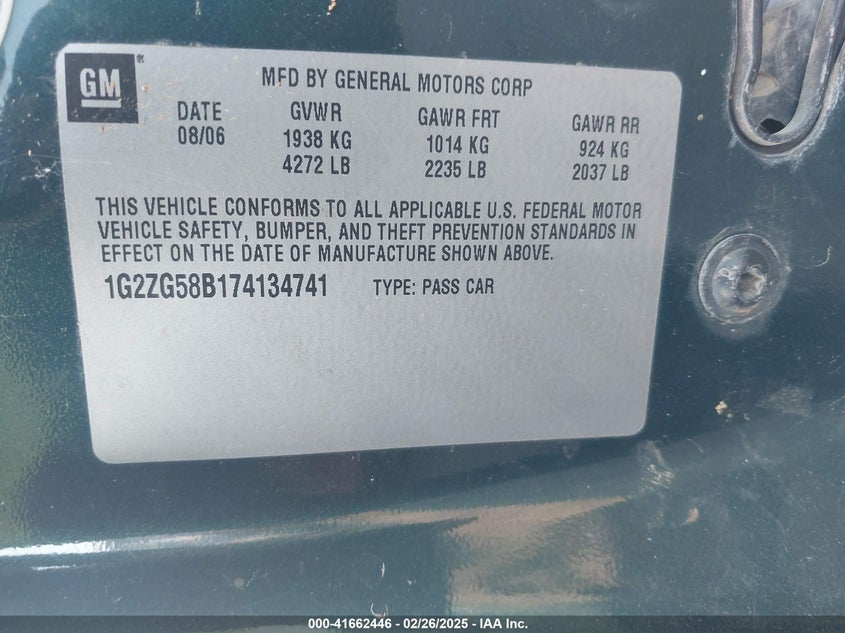 GM
MFD BY GENERAL MOTORS CORP
DATE GVWR GAWR FRT GAWR RR
08/06 1938 KG 1014 KG 924 KG
4272 LB 2235 LB 2037 LB
THIS VEHICLE CONFORMS TO ALL APPLICABLE U.S. FEDERAL MOTOR
VEHICLE SAFETY, BUMPER, AND THEFT PREVENTION STANDARDS IN
EFFECT ON THE DATE OF MANUFACTURE SHOWN ABOVE.
1G2ZG58B174134741 TYPE: PASS CAR
000-41662446 - 02/26/2025 - IAA Inc.